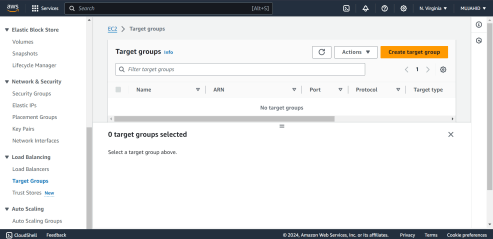 aws
Services
Search
[Alt+S]
N. Virginia
MUJAHID
Elastic Block Store
Volumes
Snapshots
Lifecycle Manager
Network & Security
Security Groups
Elastic IPs
Placement Groups
Key Pairs
Network Interfaces
Load Balancing
Load Balancers
Target Groups
Trust Stores New
Auto Scaling
Auto Scaling Groups
EC2 > Target groups
Target groups Info
Actions
Create target group
Filter target groups
1
Name
ARN
Port
Protocol
Target type
No target groups
0 target groups selected
Select a target group above.
CloudShell
Feedback
© 2024, Amazon Web Services, Inc. or its affiliates.
Privacy
Terms
Cookie preferences